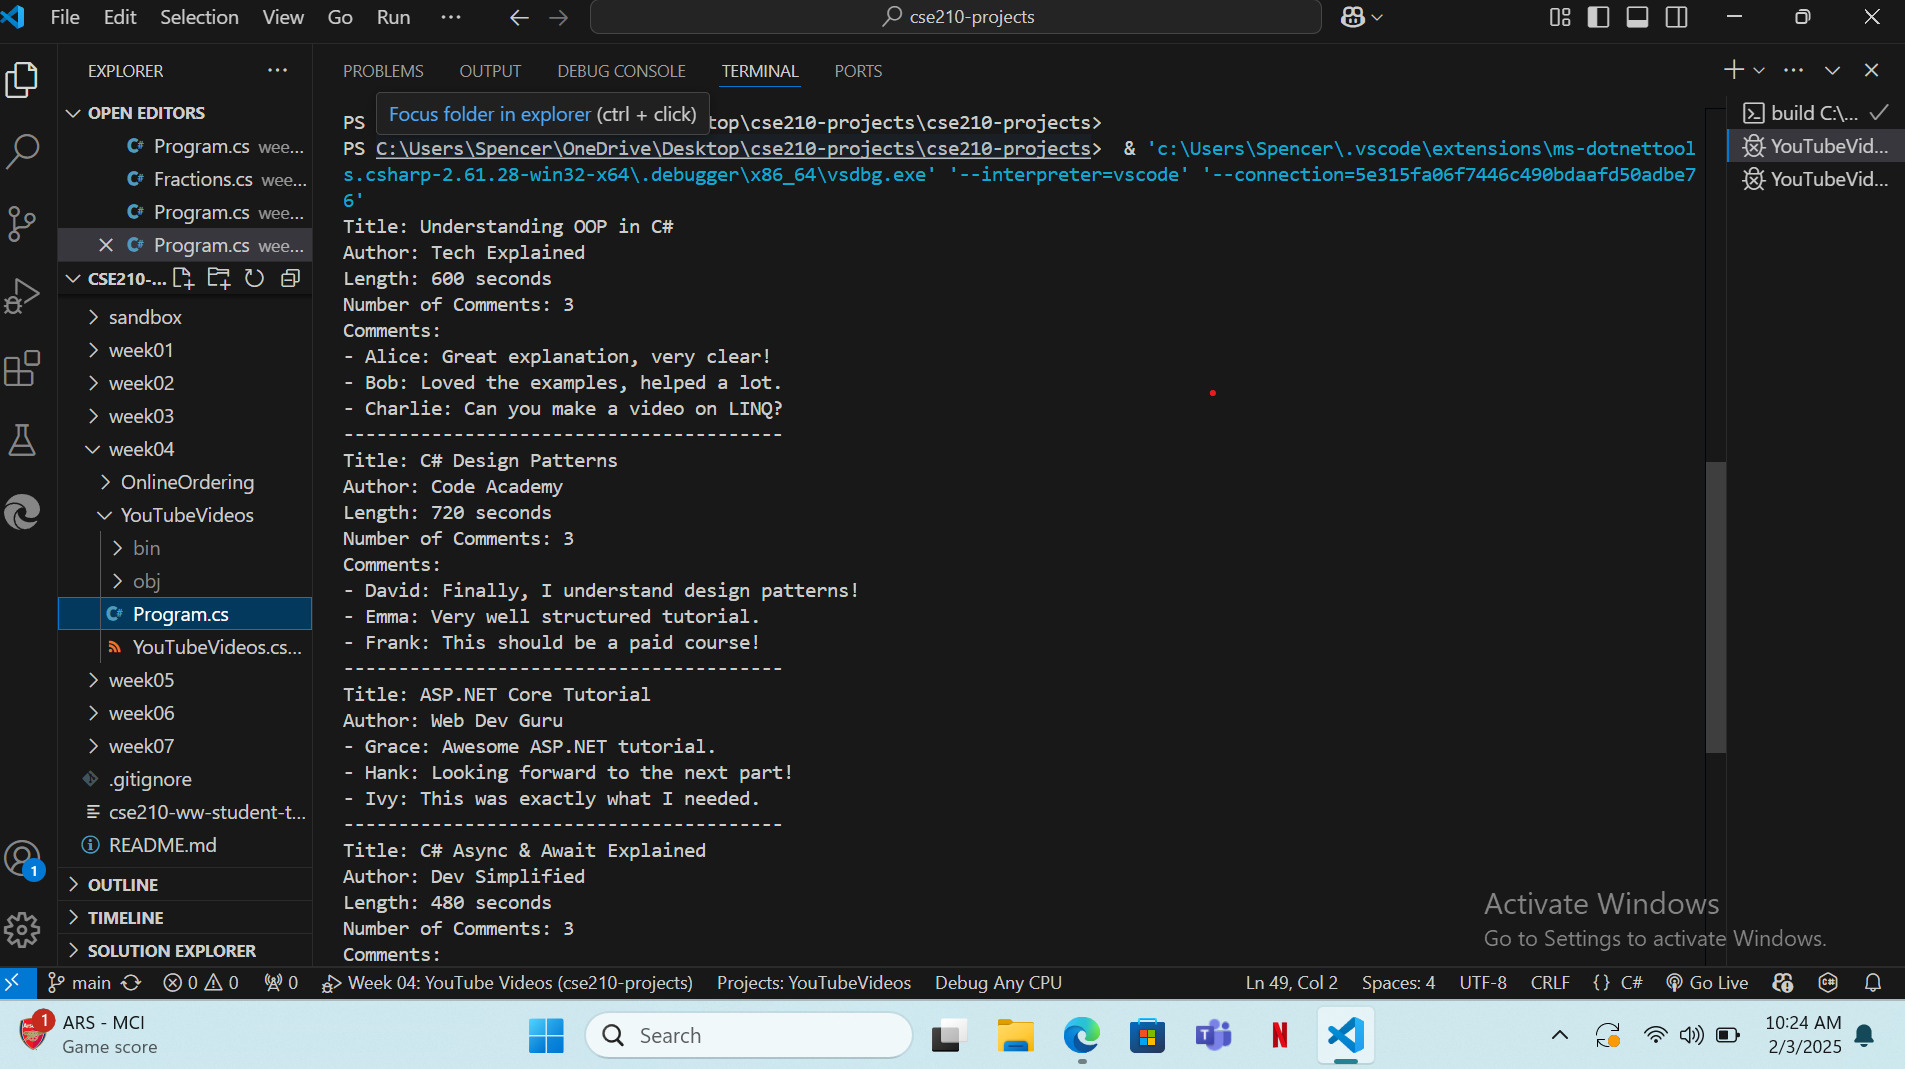 File Edit Selection View Go Run ... cse210-projects
EXPLORER
OPEN EDITORS
Program.cs wee...
Fractions.cs wee...
Program.cs wee...
Program.cs wee...
CSE210-...
sandbox
week01
week02
week03
week04
OnlineOrdering
YouTubeVideos
bin
obj
Program.cs
YouTubeVideos.cs...
week05
week06
week07
.gitignore
cse210-ww-student-t...
README.md
OUTLINE
TIMELINE
SOLUTION EXPLORER
1
PROBLEMS OUTPUT DEBUG CONSOLE TERMINAL PORTS
Focus folder in explorer (ctrl + click)
PS top\cse210-projects\cse210-projects>
PS C:\Users\Spencer\OneDrive\Desktop\cse210-projects\cse210-projects> & 'c:\Users\Spencer\.vscode\extensions\ms-dotnettool
s.csharp-2.61.28-win32-x64\.debugger\x86_64\vsdbg.exe' '--interpreter=vscode' '--connection=5e315fa06f7446c490bdaafd50adbe7
6'
Title: Understanding OOP in C#
Author: Tech Explained
Length: 600 seconds
Number of Comments: 3
Comments:
- Alice: Great explanation, very clear!
- Bob: Loved the examples, helped a lot.
- Charlie: Can you make a video on LINQ?
----------------------------------------
Title: C# Design Patterns
Author: Code Academy
Length: 720 seconds
Number of Comments: 3
Comments:
- David: Finally, I understand design patterns!
- Emma: Very well structured tutorial.
- Frank: This should be a paid course!
----------------------------------------
Title: ASP.NET Core Tutorial
Author: Web Dev Guru
- Grace: Awesome ASP.NET tutorial.
- Hank: Looking forward to the next part!
- Ivy: This was exactly what I needed.
----------------------------------------
Title: C# Async & Await Explained
Author: Dev Simplified
Length: 480 seconds
Number of Comments: 3
Comments:
build C:\...
YouTubeVid...
YouTubeVid...
Activate Windows
Go to Settings to activate Windows.
main 0 0 0 Week 04: YouTube Videos (cse210-projects) Projects: YouTubeVideos Debug Any CPU Ln 49, Col 2 Spaces: 4 UTF-8 CRLF {} C# Go Live
1
ARS - MCI
Game score
Search
10:24 AM
2/3/2025